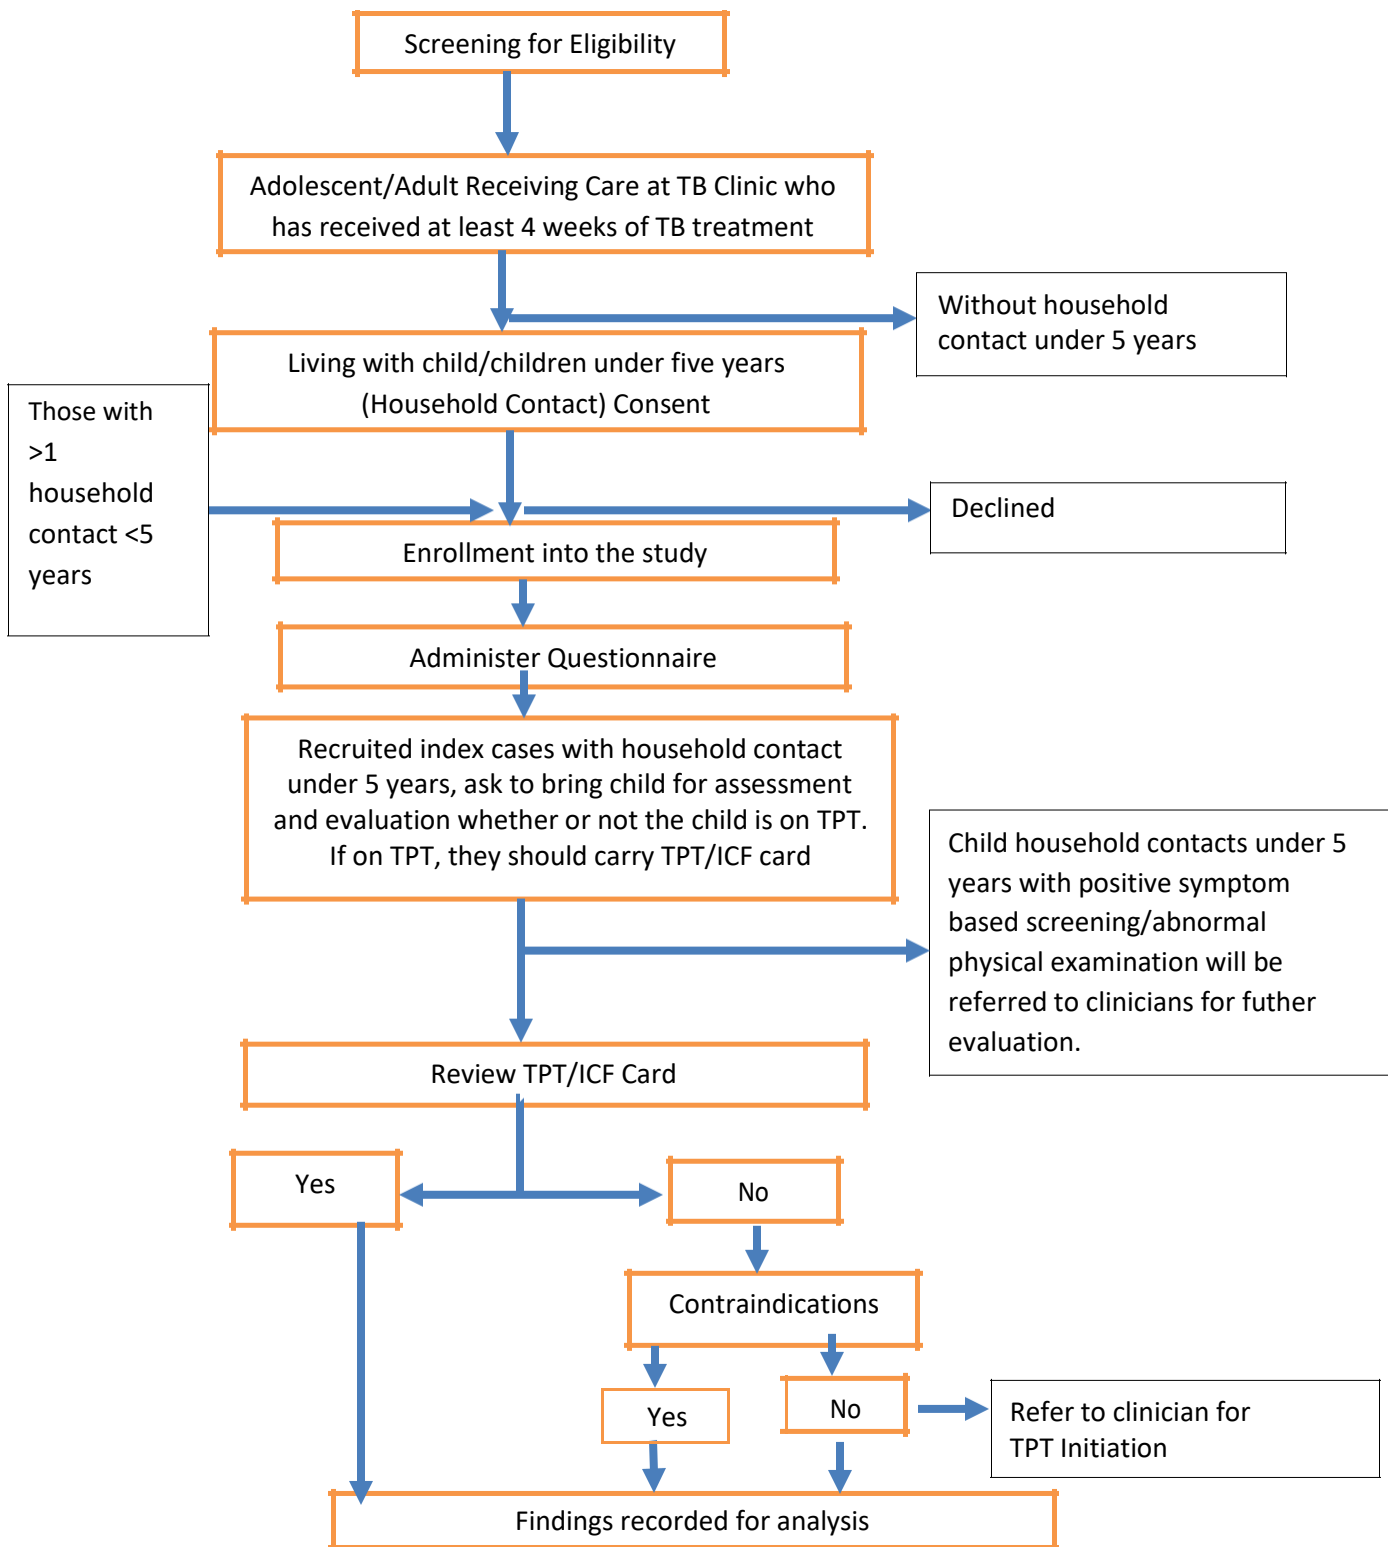 Screening for Eligibility
Adolescent/Adult Receiving Care at TB Clinic who
has received at least 4 weeks of TB treatment
Without household
contact under 5 years
Living with child/children under five years
(Household Contact) Consent
Those with
>1
household
contact <5
years
Declined
Enrollment into the study
Administer Questionnaire
Recruited index cases with household contact
under 5 years, ask to bring child for assessment
and evaluation whether or not the child is on TPT.
If on TPT, they should carry TPT/ICF card
Child household contacts under 5
years with positive symptom
based screening/abnormal
physical examination will be
referred to clinicians for futher
evaluation.
Review TPT/ICF Card
Yes
No
Contraindications
Yes
No
Refer to clinician for
TPT Initiation
Findings recorded for analysis